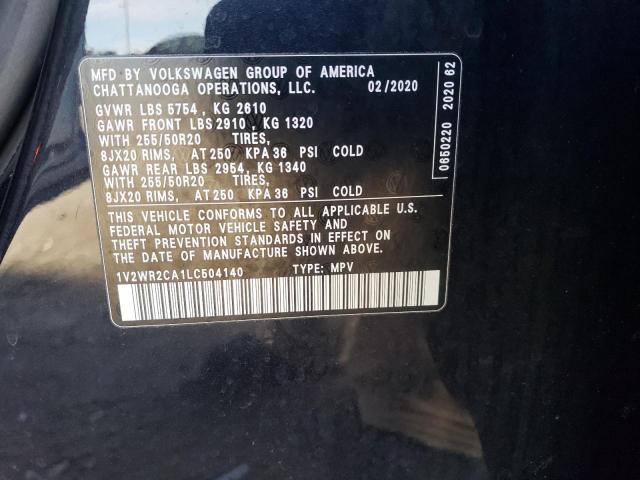 MFD BY VOLKSWAGEN GROUP OF AMERICA
CHATTANOOGA OPERATIONS, LLC. 02/2020
GVWR LBS 5754, KG 2610
GAWR FRONT LBS 2910, KG 1320
WITH 255/50R20 TIRES,
8JX20 RIMS, AT 250 KPA 36 PSI COLD
GAWR REAR LBS 2954, KG 1340
WITH 255/50R20 TIRES,
8JX20 RIMS, AT 250 KPA 36 PSI COLD
THIS VEHICLE CONFORMS TO ALL APPLICABLE U.S.
FEDERAL MOTOR VEHICLE SAFETY AND
THEFT PREVENTION STANDARDS IN EFFECT ON
THE DATE OF MANUFACTURE SHOWN ABOVE.
1V2WR2CA1LC504140 TYPE: MPV
0650220 2020 62